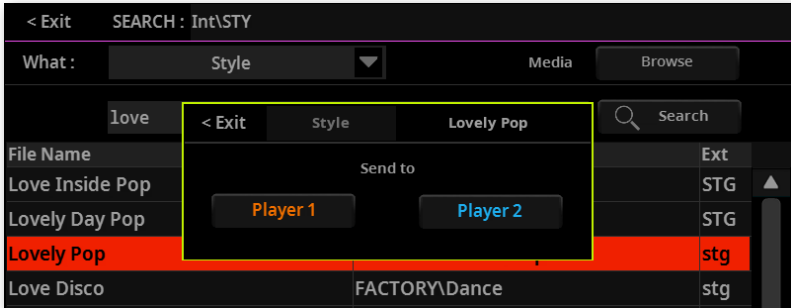 < Exit SEARCH : Int\STY
What : Style Media Browse
love Search
< Exit Style Lovely Pop
Send to
Player 1 Player 2
File Name Ext
Love Inside Pop STG
Lovely Day Pop STG
Lovely Pop stg
Love Disco FACTORY\Dance stg